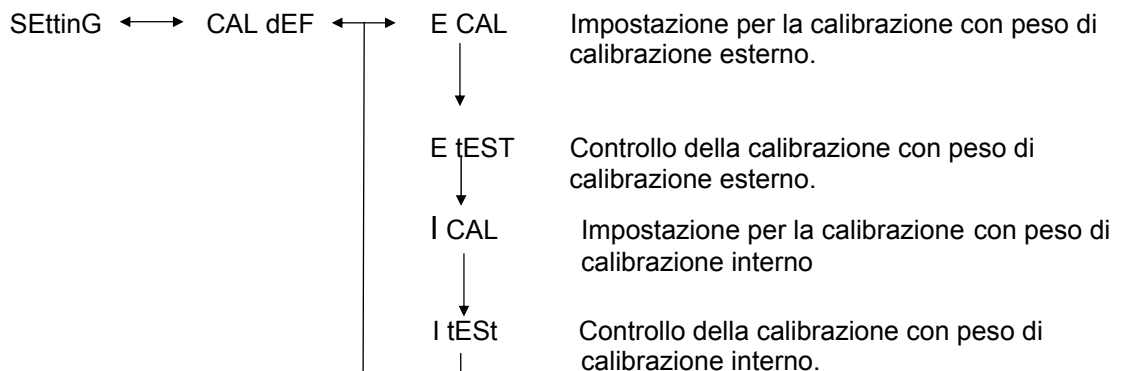 SEttinG CAL dEF E CAL Impostazione per la calibrazione con peso di
calibrazione esterno.
E tEST Controllo della calibrazione con peso di
calibrazione esterno.
I CAL Impostazione per la calibrazione con peso di
calibrazione interno
I tESt Controllo della calibrazione con peso di
calibrazione interno.